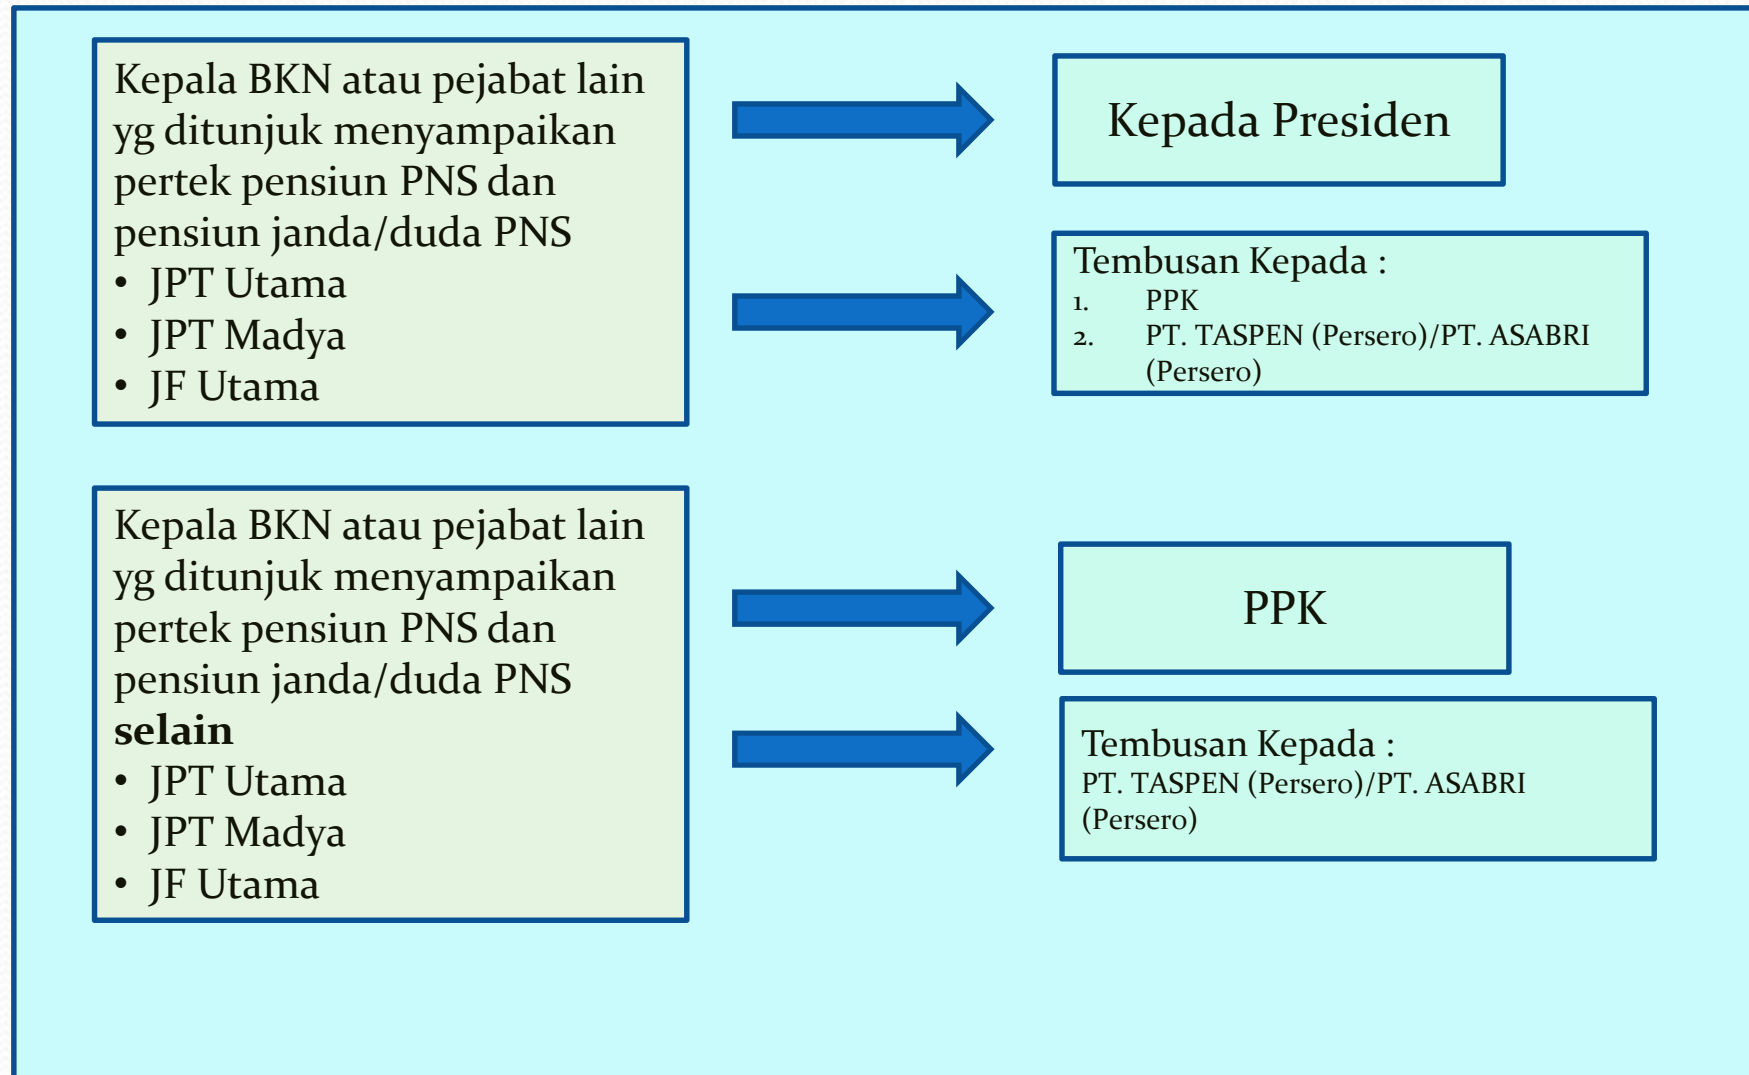 Kepala BKN atau pejabat lain
yg ditunjuk menyampaikan
pertek pensiun PNS dan
pensiun janda/duda PNS
• JPT Utama
• JPT Madya
• JF Utama
Kepada Presiden
Tembusan Kepada :
1. PPK
2. PT. TASPEN (Persero)/PT. ASABRI
(Persero)
Kepala BKN atau pejabat lain
yg ditunjuk menyampaikan
pertek pensiun PNS dan
pensiun janda/duda PNS
selain
• JPT Utama
• JPT Madya
• JF Utama
PPK
Tembusan Kepada :
PT. TASPEN (Persero)/PT. ASABRI
(Persero)